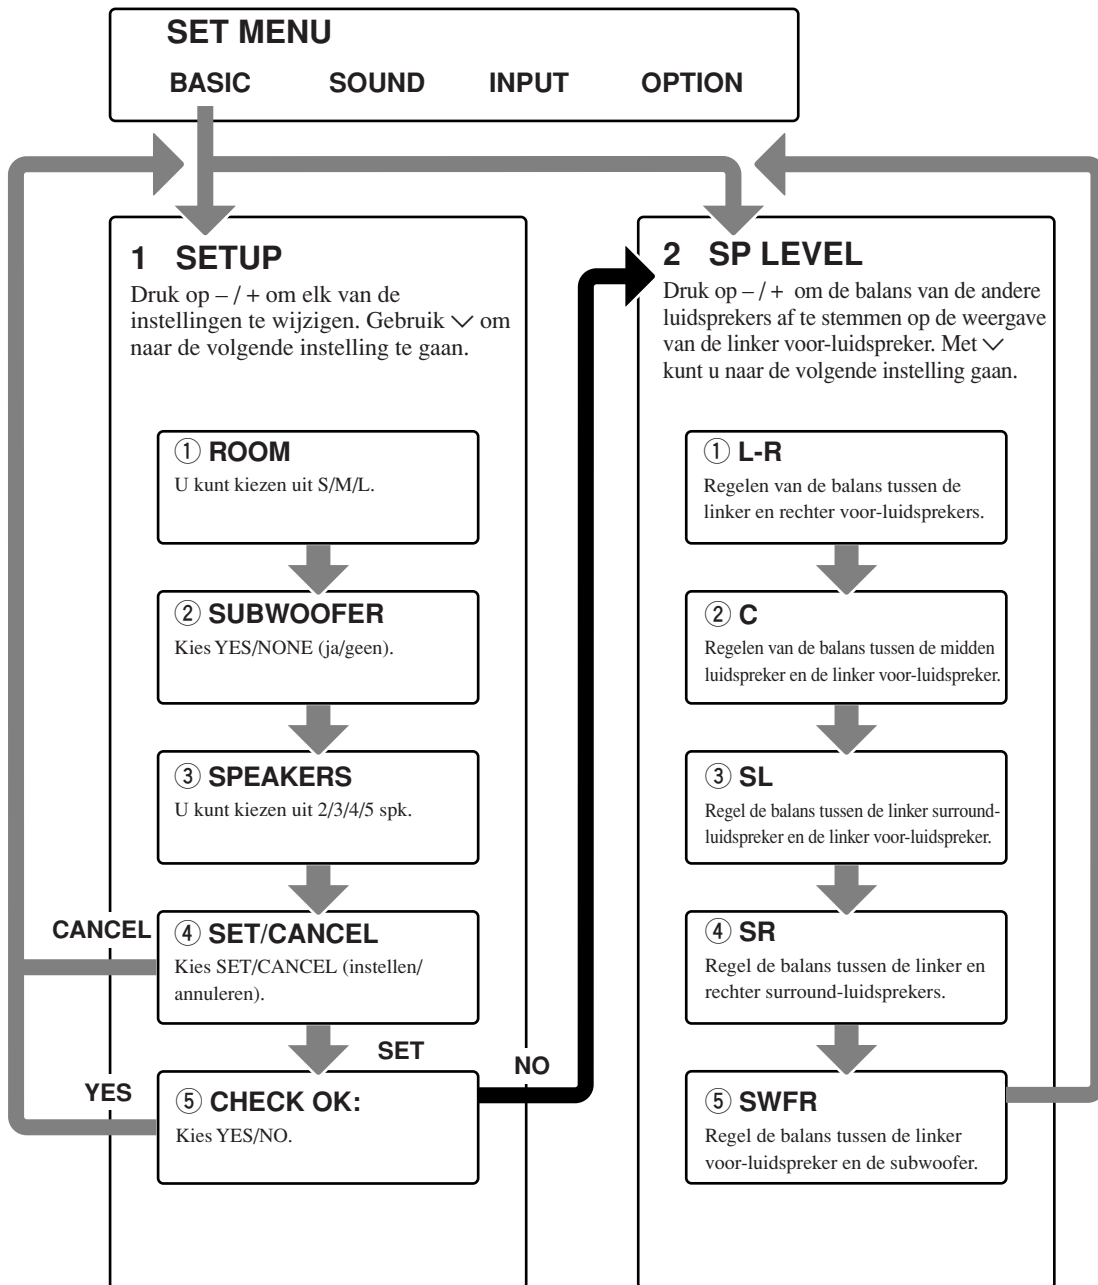 SET MENU
BASIC SOUND INPUT OPTION
1 SETUP
Druk op – / + om elk van de
instellingen te wijzigen. Gebruik ∨ om
naar de volgende instelling te gaan.
① ROOM
U kunt kiezen uit S/M/L.
② SUBWOOFER
Kies YES/NONE (ja/geen).
③ SPEAKERS
U kunt kiezen uit 2/3/4/5 spk.
CANCEL
④ SET/CANCEL
Kies SET/CANCEL (instellen/
annuleren).
SET
NO
YES
⑤ CHECK OK:
Kies YES/NO.
2 SP LEVEL
Druk op – / + om de balans van de andere
luidsprekers af te stemmen op de weergave
van de linker voor-luidspreker. Met ∨
kunt u naar de volgende instelling gaan.
① L-R
Regelen van de balans tussen de
linker en rechter voor-luidsprekers.
② C
Regelen van de balans tussen de midden
luidspreker en de linker voor-luidspreker.
③ SL
Regel de balans tussen de linker surround-
luidspreker en de linker voor-luidspreker.
④ SR
Regel de balans tussen de linker en
rechter surround-luidsprekers.
⑤ SWFR
Regel de balans tussen de linker
voor-luidspreker en de subwoofer.